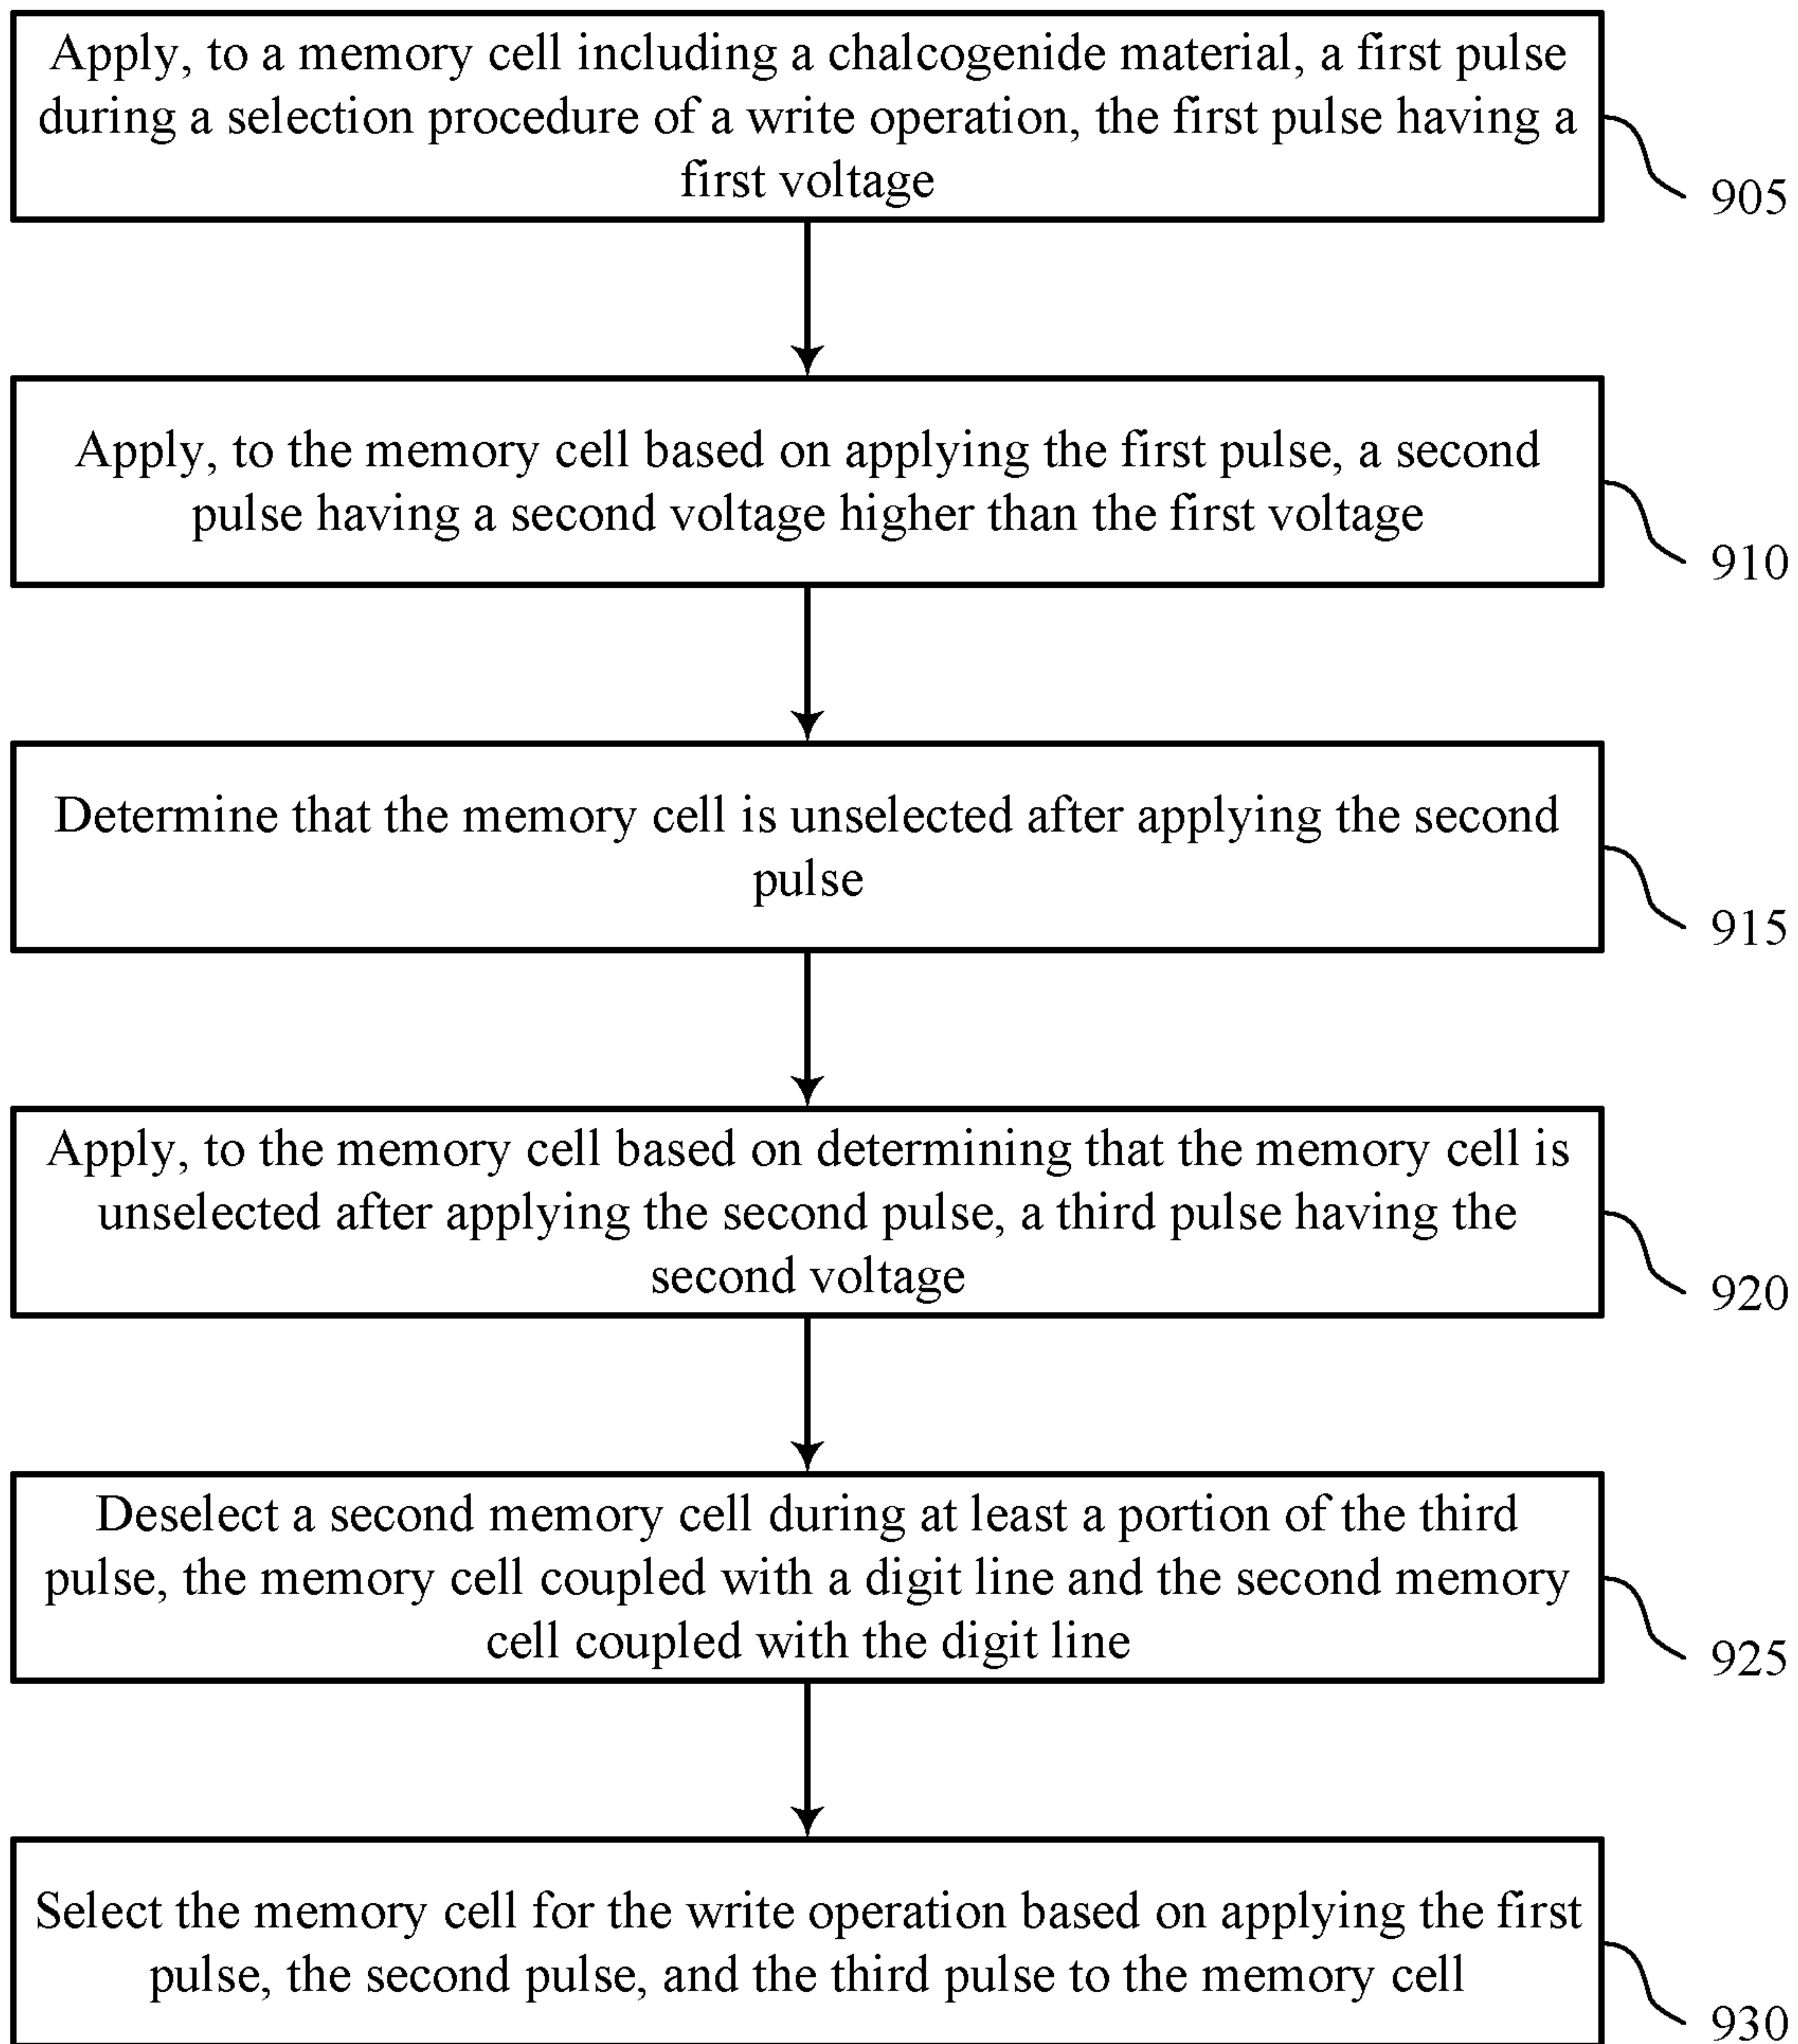 Apply, to a memory cell including a chalcogenide material, a first pulse
during a selection procedure of a write operation, the first pulse having a
first voltage
905
Apply, to the memory cell based on applying the first pulse, a second
pulse having a second voltage higher than the first voltage
910
Determine that the memory cell is unselected after applying the second
pulse
915
Apply, to the memory cell based on determining that the memory cell is
unselected after applying the second pulse, a third pulse having the
second voltage
920
Deselect a second memory cell during at least a portion of the third
pulse, the memory cell coupled with a digit line and the second memory
cell coupled with the digit line
925
Select the memory cell for the write operation based on applying the first
pulse, the second pulse, and the third pulse to the memory cell
930